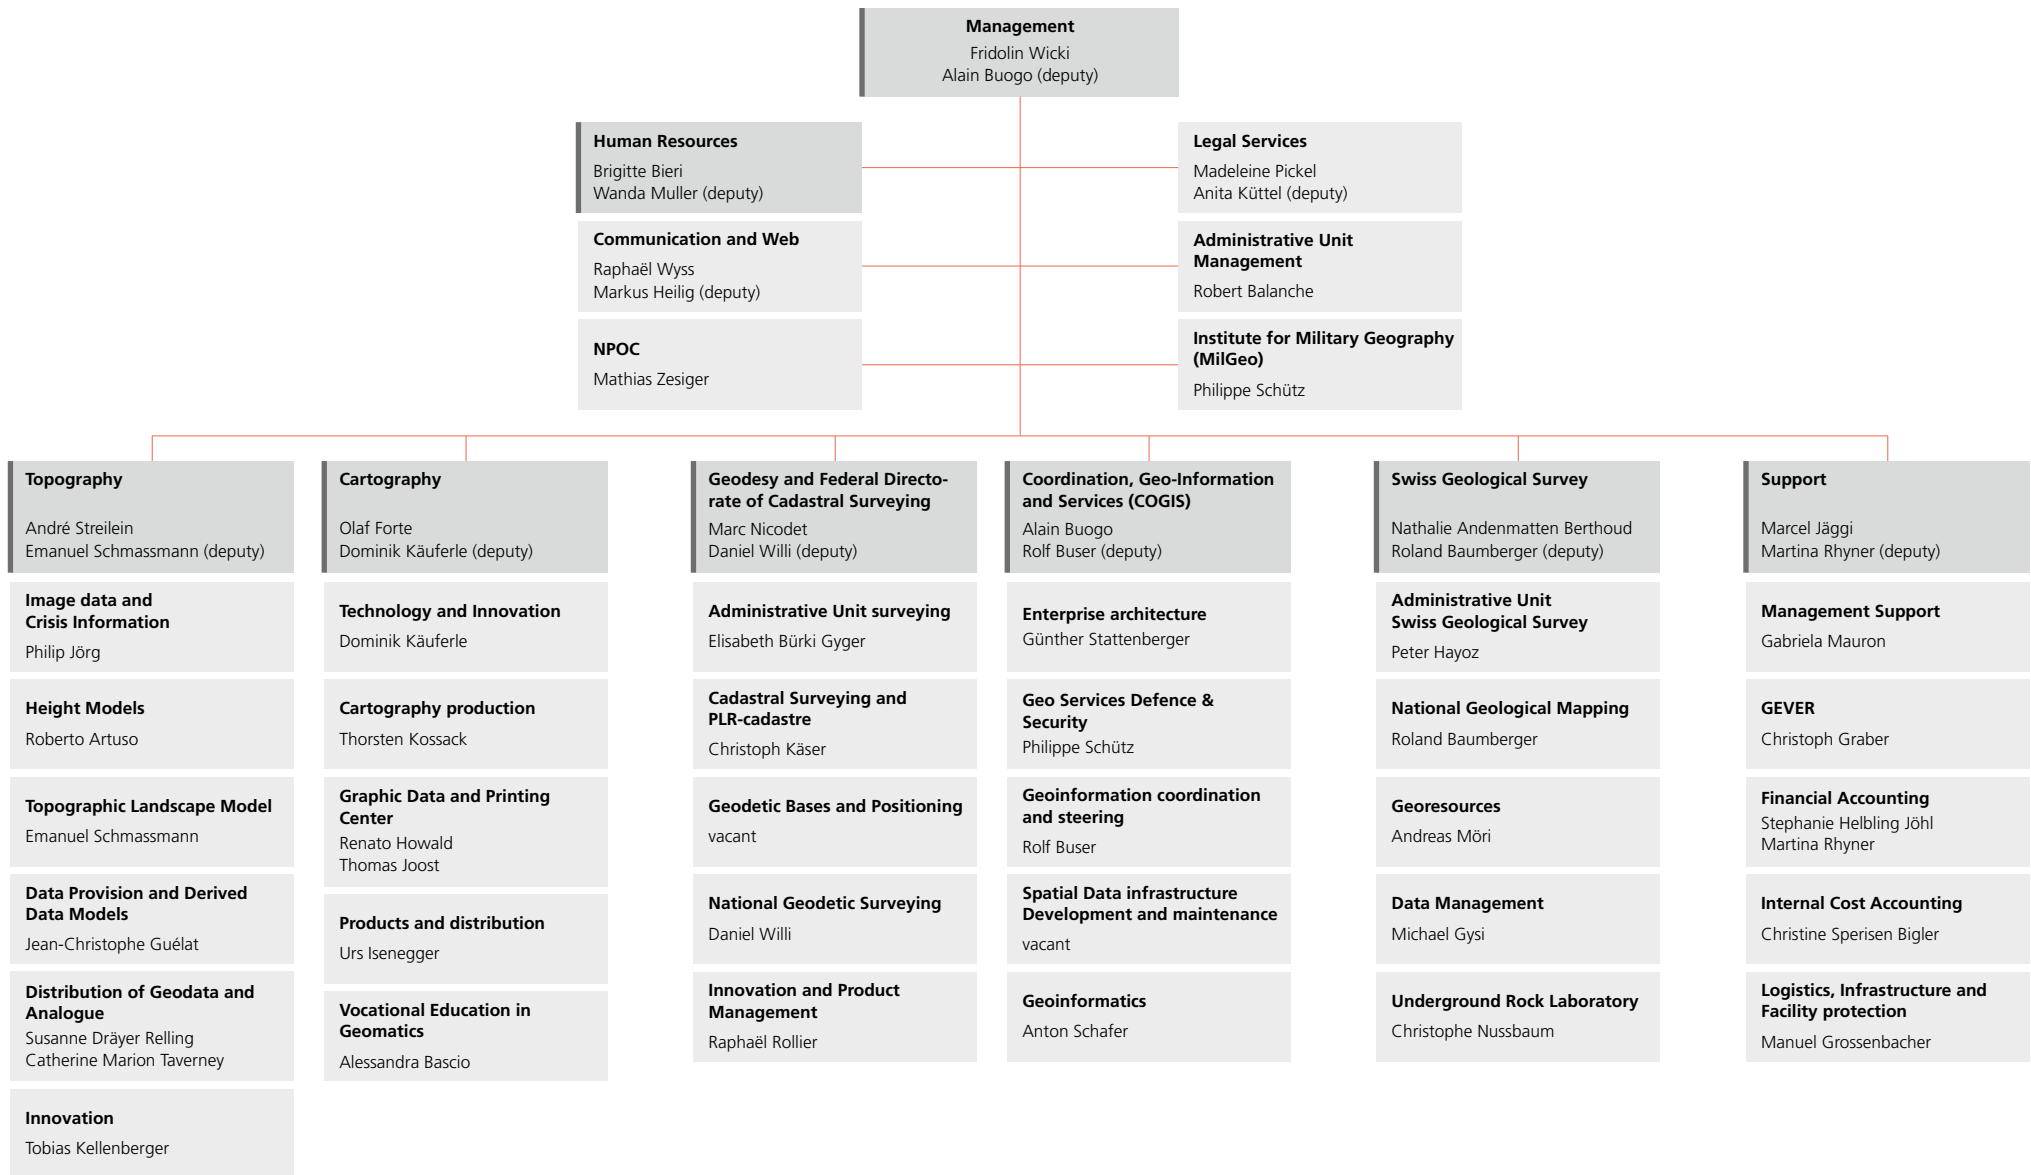 Management
Fridolin Wicki
Alain Buogo (deputy)
Human Resources
Brigitte Bieri
Wanda Muller (deputy)
Legal Services
Madeleine Pickel
Anita Küttel (deputy)
Communication and Web
Raphaël Wyss
Markus Heilig (deputy)
Administrative Unit
Management
Robert Balanche
NPOC
Mathias Zesiger
Institute for Military Geography
(MilGeo)
Philippe Schütz
Topography
André Streilein
Emanuel Schmassmann (deputy)
Image data and
Crisis Information
Philip Jörg
Height Models
Roberto Artuso
Topographic Landscape Model
Emanuel Schmassmann
Data Provision and Derived
Data Models
Jean-Christophe Guélat
Distribution of Geodata and
Analogue
Susanne Dräyer Relling
Catherine Marion Taverney
Innovation
Tobias Kellenberger
Cartography
Olaf Forte
Dominik Käuferle (deputy)
Technology and Innovation
Dominik Käuferle
Cartography production
Thorsten Kossack
Graphic Data and Printing
Center
Renato Howald
Thomas Joost
Products and distribution
Urs Isenegger
Vocational Education in
Geomatics
Alessandra Bascio
Geodesy and Federal Directo-
rate of Cadastral Surveying
Marc Nicodet
Daniel Willi (deputy)
Administrative Unit surveying
Elisabeth Bürki Gyger
Cadastral Surveying and
PLR-cadastre
Christoph Käser
Geodetic Bases and Positioning
vacant
National Geodetic Surveying
Daniel Willi
Innovation and Product
Management
Raphaël Rollier
Coordination, Geo-Information
and Services (COGIS)
Alain Buogo
Rolf Buser (deputy)
Enterprise architecture
Günther Stattenberger
Geo Services Defence &
Security
Philippe Schütz
Geoinformation coordination
and steering
Rolf Buser
Spatial Data infrastructure
Development and maintenance
vacant
Geoinformatics
Anton Schafer
Swiss Geological Survey
Nathalie Andenmatten Berthoud
Roland Baumberger (deputy)
Administrative Unit
Swiss Geological Survey
Peter Hayoz
National Geological Mapping
Roland Baumberger
Georesources
Andreas Möri
Data Management
Michael Gysi
Underground Rock Laboratory
Christophe Nussbaum
Support
Marcel Jäggi
Martina Rhyner (deputy)
Management Support
Gabriela Mauron
GEVER
Christoph Graber
Financial Accounting
Stephanie Helbling Jöhl
Martina Rhyner
Internal Cost Accounting
Christine Sperisen Bigler
Logistics, Infrastructure and
Facility protection
Manuel Grossenbacher